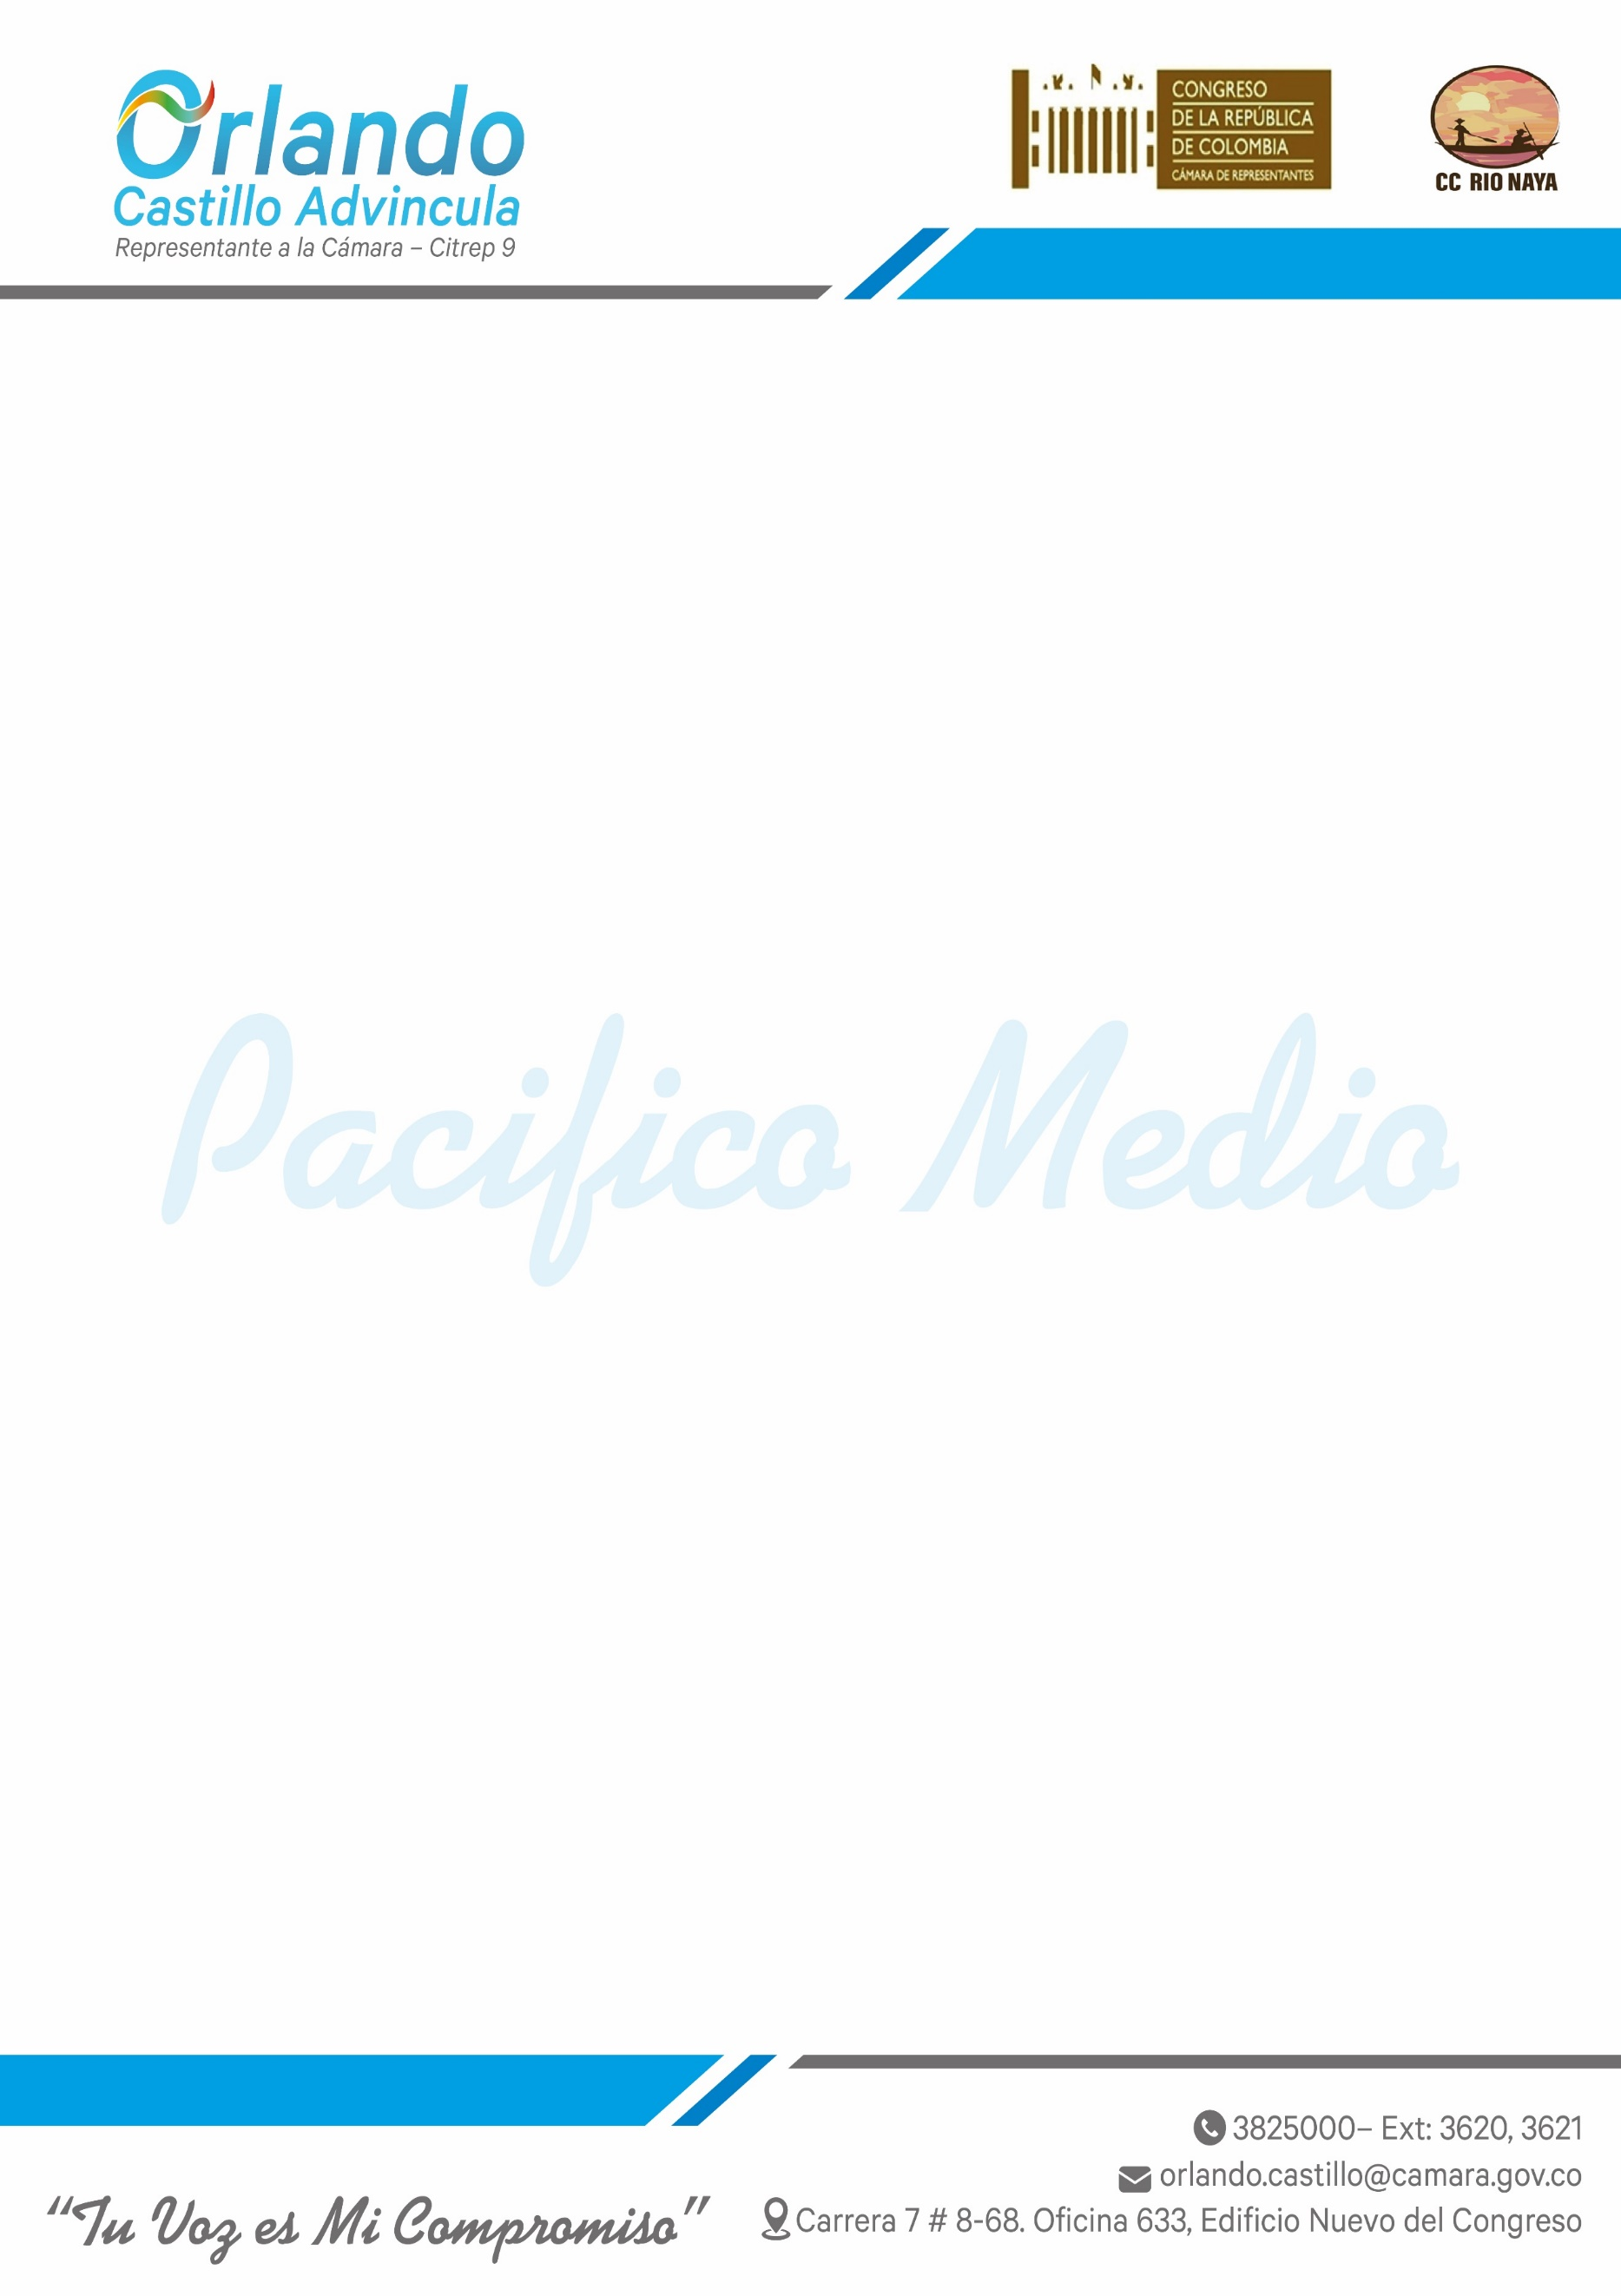 Orlando
Castillo Advincula
Representante a la Cámara – Citrep 9
CONGRESO
DE LA REPÚBLICA
DE COLOMBIA
CÁMARA DE REPRESENTANTES
CC RIO NAYA
Pacifico Medio
3825000– Ext: 3620, 3621
orlando.castillo@camara.gov.co
Carrera 7 # 8-68. Oficina 633, Edificio Nuevo del Congreso
“Tu Voz es Mi Compromiso”